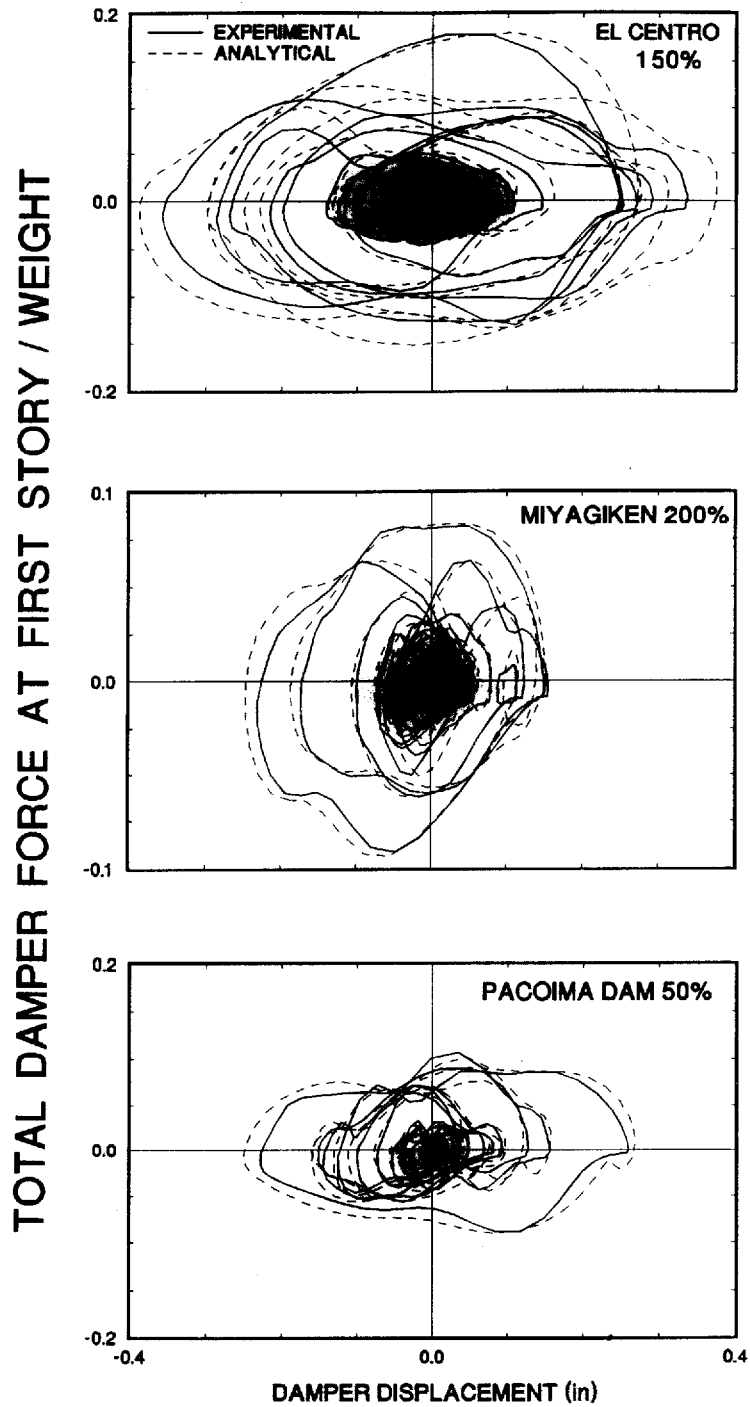 TOTAL DAMPER FORCE AT FIRST STORY / WEIGHT
0.2
EXPERIMENTAL
ANALYTICAL
EL CENTRO
150%
0.0
-0.2
0.1
MIYAGIKEN 200%
0.0
-0.1
0.2
PACOIMA DAM 50%
0.0
-0.2
-0.4
0.0
0.4
DAMPER DISPLACEMENT (in)